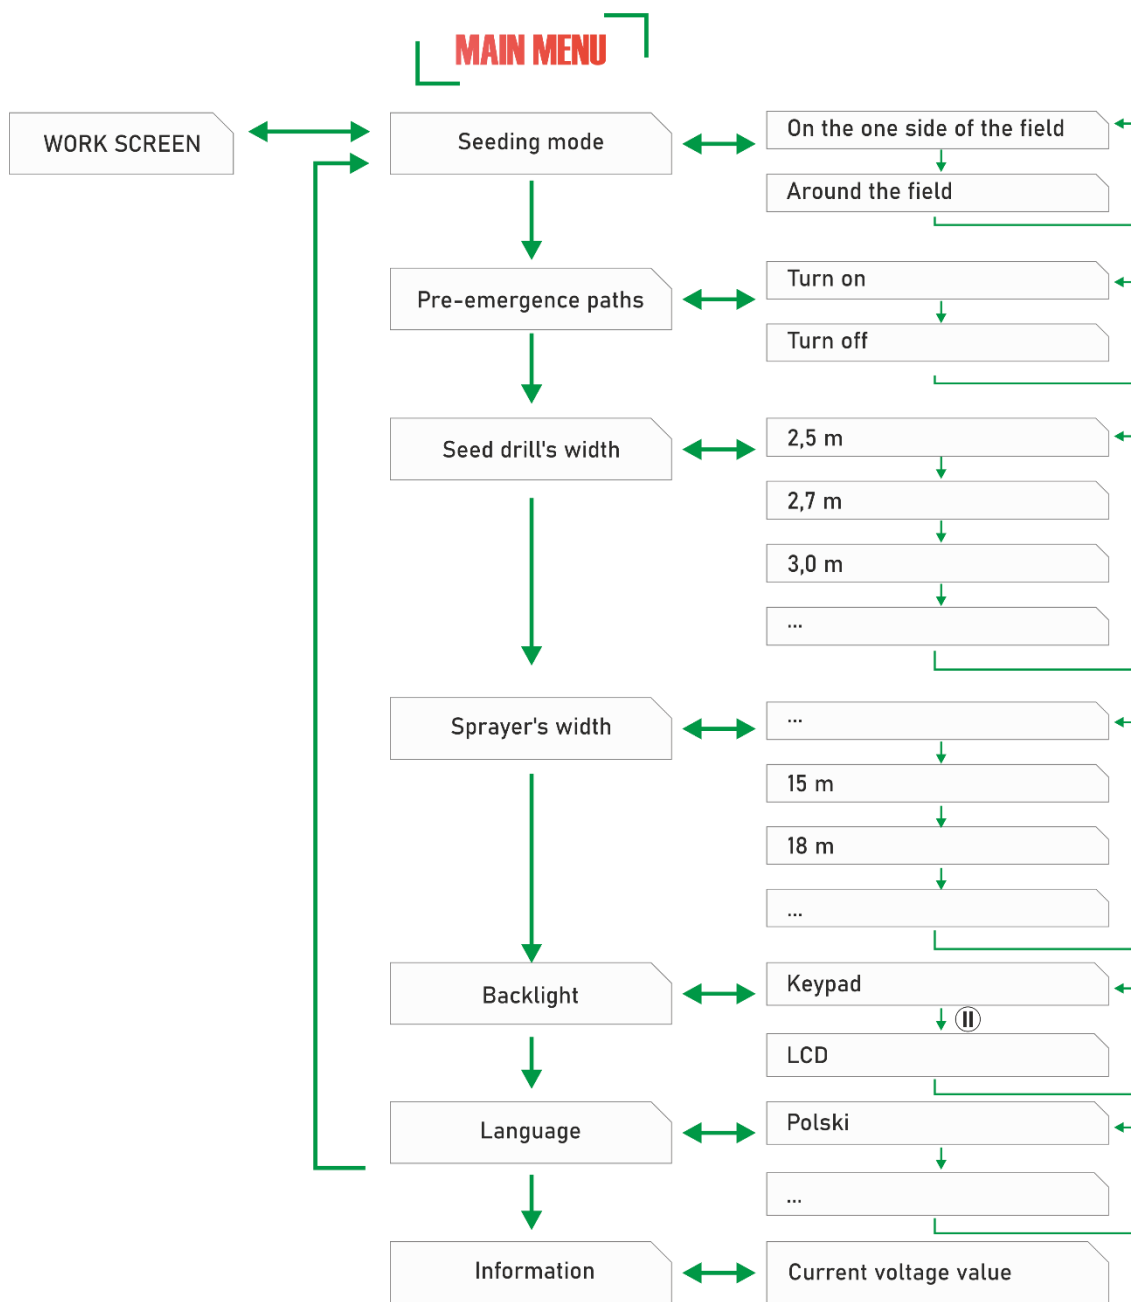 MAIN MENU
WORK SCREEN
Seeding mode
On the one side of the field
Around the field
Pre-emergence paths
Turn on
Turn off
Seed drill's width
2,5 m
2,7 m
3,0 m
...
Sprayer's width
...
15 m
18 m
...
Backlight
Keypad
II
LCD
Language
Polski
...
Information
Current voltage value